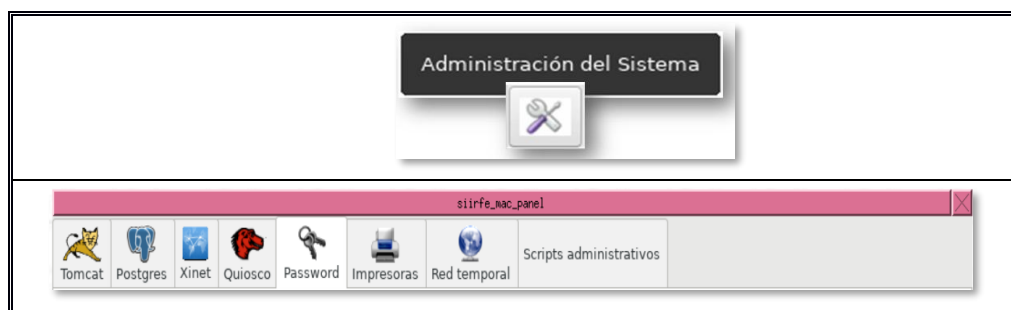 Administración del Sistema
siirfe_mac_panel
Tomcat Postgres Xinet Quiosco Password Impresoras Red temporal Scripts administrativos